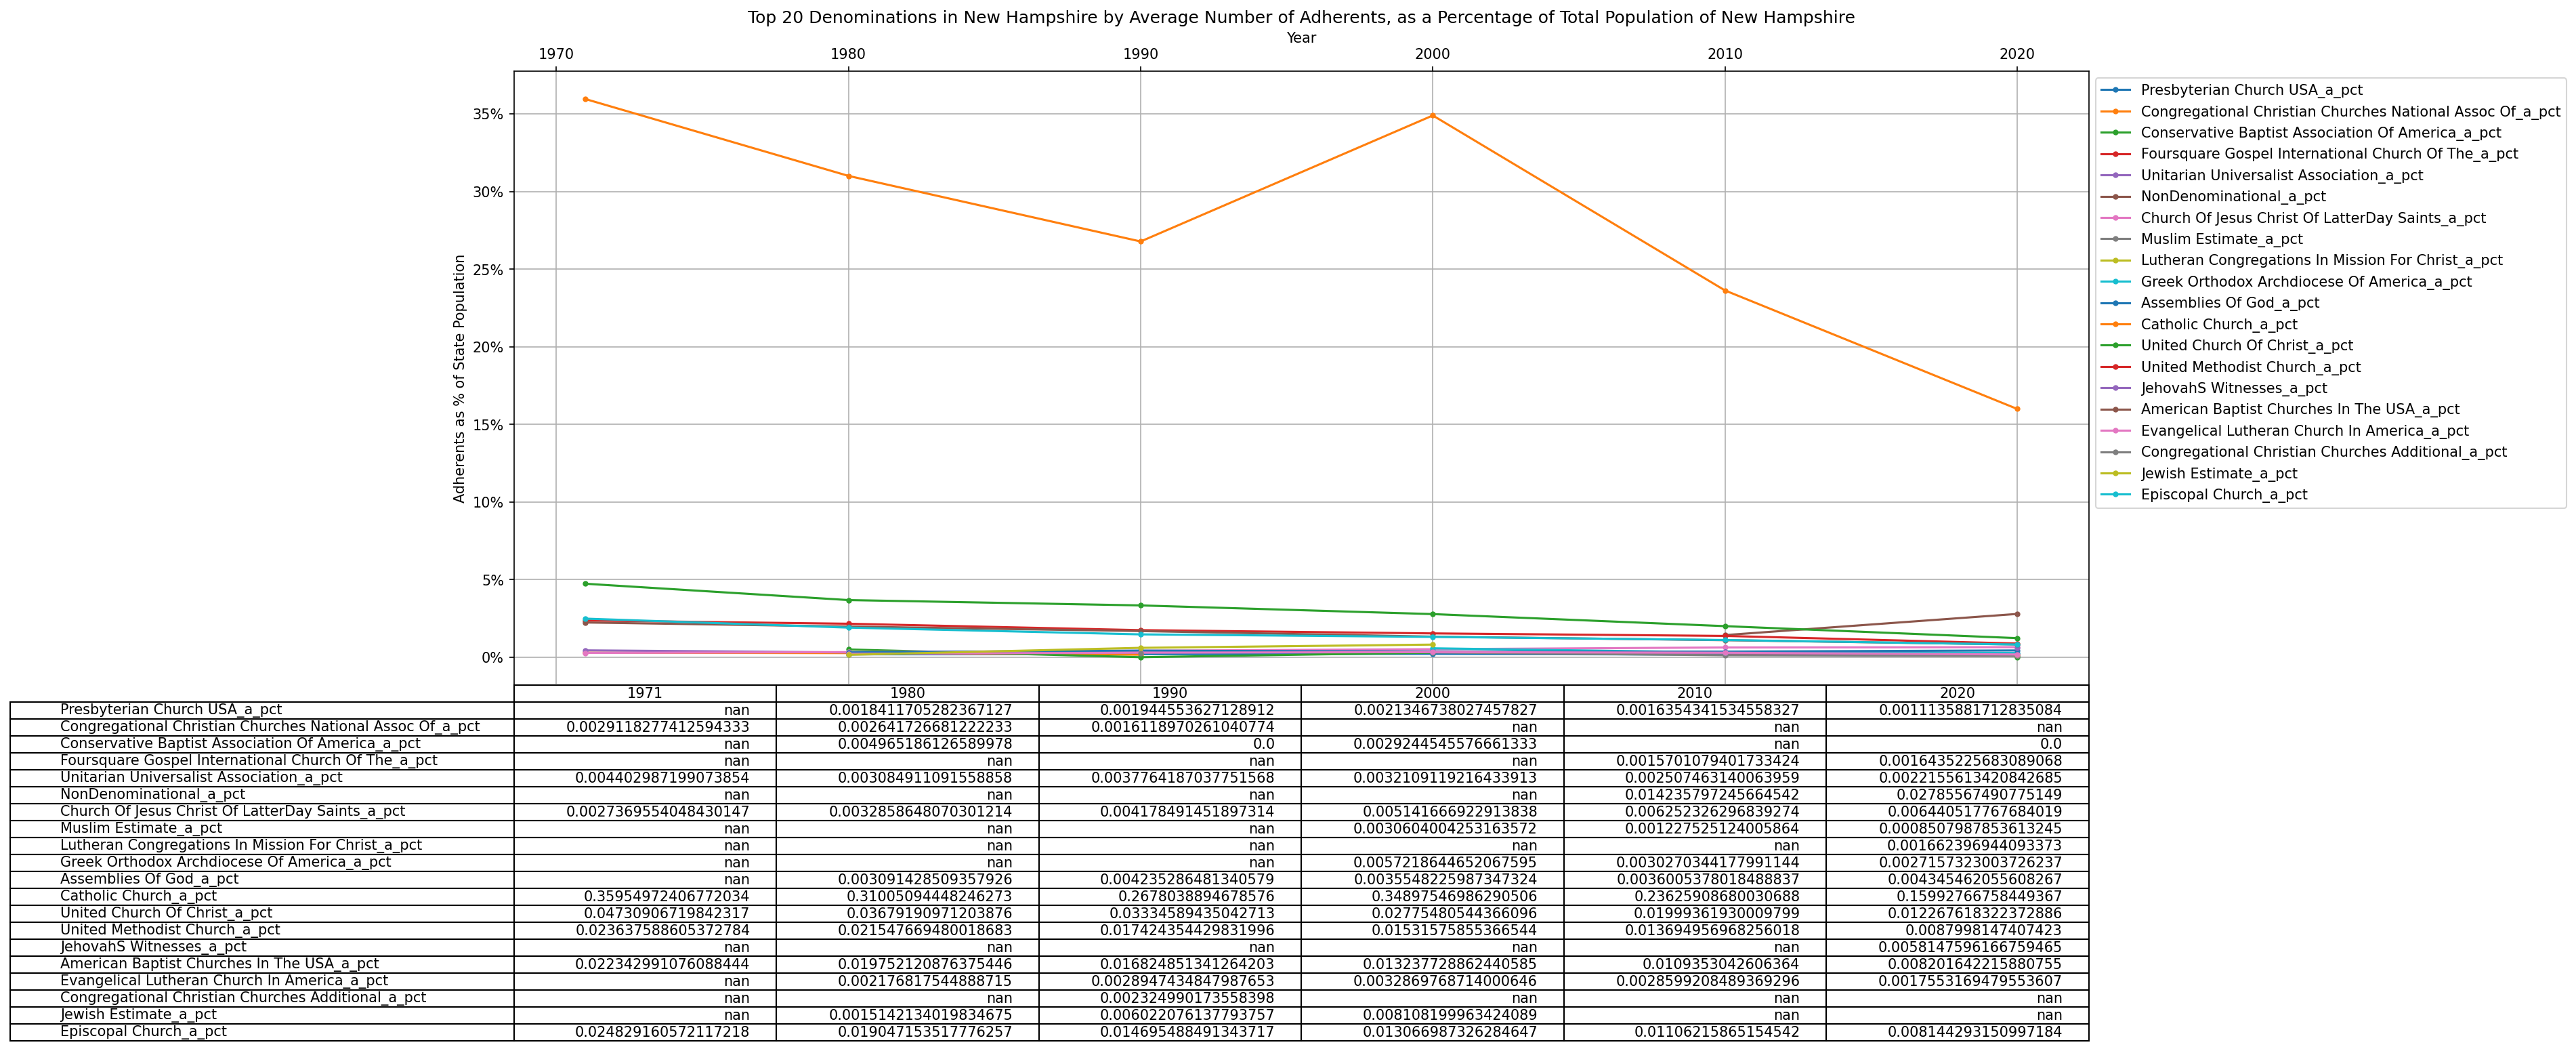 Top 20 Denominations in New Hampshire by Average Number of Adherents, as a Percentage of Total Population of New Hampshire
Year
1970 1980 1990 2000 2010 2020
35%
30%
25%
20%
15%
10%
5%
0%
Adherents as % of State Population
Presbyterian Church USA_a_pct
Congregational Christian Churches National Assoc Of_a_pct
Conservative Baptist Association Of America_a_pct
Foursquare Gospel International Church Of The_a_pct
Unitarian Universalist Association_a_pct
NonDenominational_a_pct
Church Of Jesus Christ Of LatterDay Saints_a_pct
Muslim Estimate_a_pct
Lutheran Congregations In Mission For Christ_a_pct
Greek Orthodox Archdiocese Of America_a_pct
Assemblies Of God_a_pct
Catholic Church_a_pct
United Church Of Christ_a_pct
United Methodist Church_a_pct
JehovahS Witnesses_a_pct
American Baptist Churches In The USA_a_pct
Evangelical Lutheran Church In America_a_pct
Congregational Christian Churches Additional_a_pct
Jewish Estimate_a_pct
Episcopal Church_a_pct
1971 1980 1990 2000 2010 2020
Presbyterian Church USA_a_pct nan 0.0018411705282367127 0.001944553627128912 0.0021346738027457827 0.0016354341534558327 0.0011135881712835084
Congregational Christian Churches National Assoc Of_a_pct 0.0029118277412594333 0.002641726681222233 0.0016118970261040774 nan nan nan
Conservative Baptist Association Of America_a_pct nan 0.004965186126589978 0.0 0.0029244545576661333 nan 0.0
Foursquare Gospel International Church Of The_a_pct nan nan nan nan 0.0015701079401733424 0.0016435225683089068
Unitarian Universalist Association_a_pct 0.004402987199073854 0.003084911091558858 0.0037764187037751568 0.0032109119216433913 0.002507463140063959 0.0022155613420842685
NonDenominational_a_pct nan nan nan nan 0.014235797245664542 0.02785567490775149
Church Of Jesus Christ Of LatterDay Saints_a_pct 0.0027369554048430147 0.0032858648070301214 0.004178491451897314 0.005141666922913838 0.006252326296839274 0.006440517767684019
Muslim Estimate_a_pct nan nan nan 0.0030604004253163572 0.001227525124005864 0.0008507987853613245
Lutheran Congregations In Mission For Christ_a_pct nan nan nan nan nan 0.001662396944093373
Greek Orthodox Archdiocese Of America_a_pct nan nan nan 0.0057218644652067595 0.003027034417799114​4 0.0027157323003726237
Assemblies Of God_a_pct nan 0.003091428509357926 0.004235286481340579 0.0035548225987347324 0.0036005378018488837 0.004345462055608267
Catholic Church_a_pct 0.35954972406772034 0.31005094448246273 0.2678038894678576 0.34897546986290506 0.23625908680030688 0.15992766758449367
United Church Of Christ_a_pct 0.04730906719842317 0.03679190971203876 0.03334589435042713 0.02775480544366096 0.01999361930009799 0.012267618322372886
United Methodist Church_a_pct 0.023637588605372784 0.021547669480018683 0.017424354429831996 0.01531575855366544 0.013694956968256018 0.0087998147407423
JehovahS Witnesses_a_pct nan nan nan nan nan 0.0058147596166759465
American Baptist Churches In The USA_a_pct 0.022342991076088444 0.019752120876375446 0.016824851341264203 0.013237728862440585 0.0109353042606364 0.008201642215880755
Evangelical Lutheran Church In America_a_pct nan 0.002176817544888715 0.0028947434847987653 0.0032869768714000646 0.0028599208489369296 0.0017553169479553607
Congregational Christian Churches Additional_a_pct nan nan 0.002324990173558398 nan nan nan
Jewish Estimate_a_pct nan 0.0015142134019834675 0.006022076137793757 0.008108199963424089 nan nan
Episcopal Church_a_pct 0.024829160572117218 0.019047153517776257 0.014695488491343717 0.013066987326284647 0.01106215865154542 0.008144293150997184